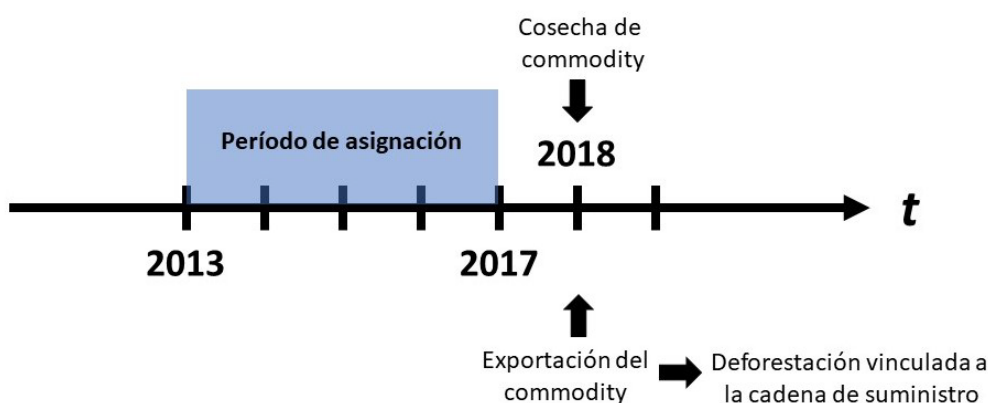 Cosecha de
commodity
Período de asignación
2018
t
2013
2017
Exportación del
commodity
Deforestación vinculada a
la cadena de suministro